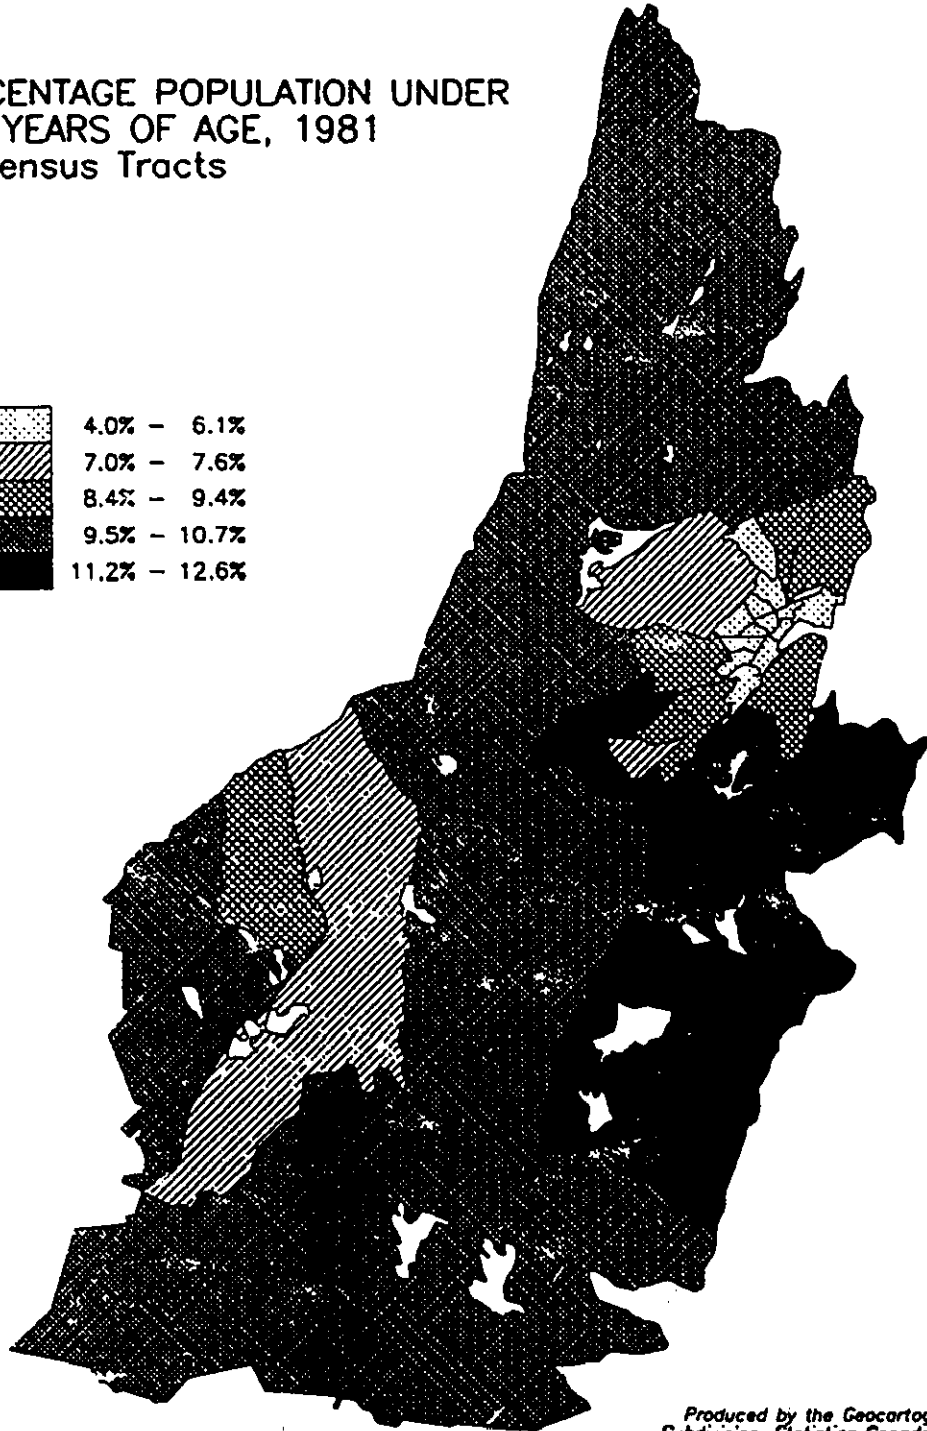 CENTAGE POPULATION UNDER
YEARS OF AGE, 1981
ensus Tracts
4.0% - 6.1%
7.0% - 7.6%
8.4% - 9.4%
9.5% - 10.7%
11.2% - 12.6%
Produced by the Geocartog